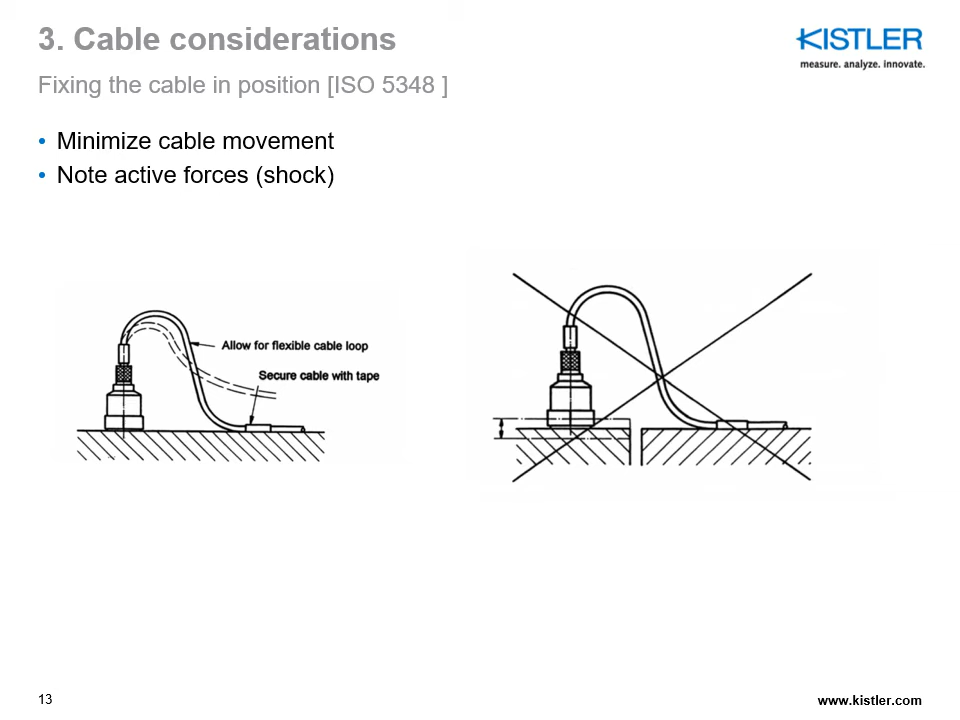 3. Cable considerations
KISTLER
measure. analyze. innovate.
Fixing the cable in position [ISO 5348 ]
• Minimize cable movement
• Note active forces (shock)
Allow for flexible cable loop
Secure cable with tape
13
www.kistler.com